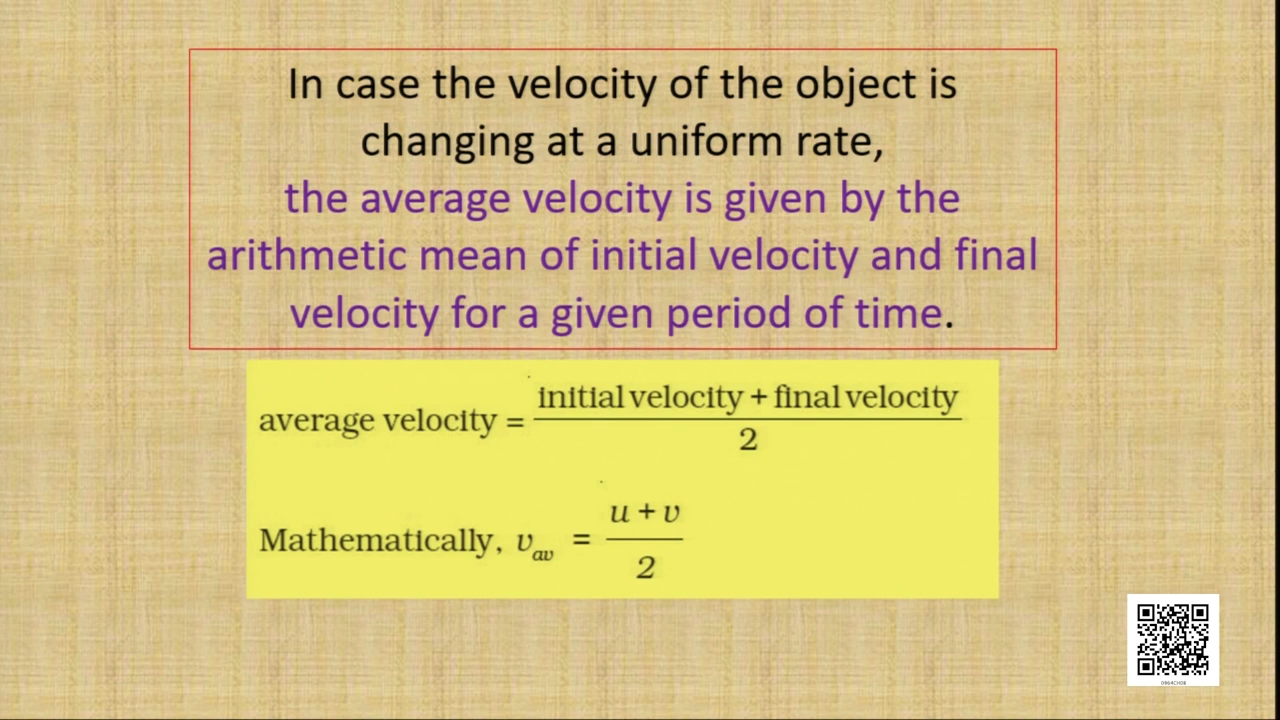 In case the velocity of the object is
changing at a uniform rate,
the average velocity is given by the
arithmetic mean of initial velocity and final
velocity for a given period of time.
average velocity = initial velocity + final velocity
2
Mathematically, v_av = u + v
2
0964CH08